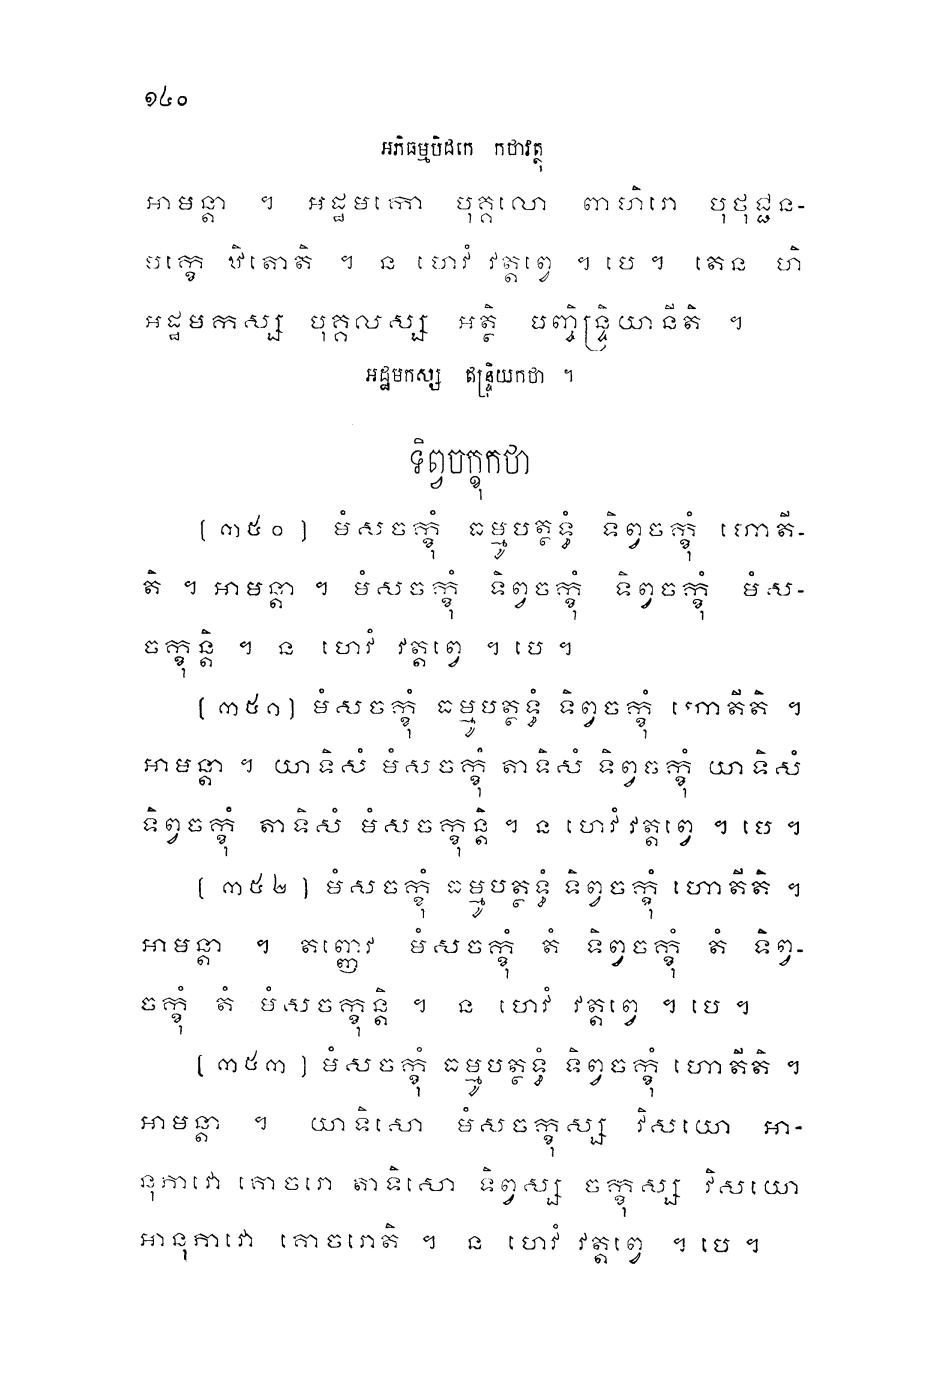 ១៤០
អភិធម្មបិដកេ កថាវត្ថុ
អាមន្តា ។ អដ្ឋមកោ បុគ្គលោ ពាហិរោ បុថុជ្ជន-
បក្ខេ ឋិតោតិ ។ ន ហេវំ វត្តព្វេ ។ បេ ។ តេន ហិ
អដ្ឋមកស្ស បុគ្គលស្ស អត្ថិ បញ្ចិន្ទ្រិយានីតិ ។
អដ្ឋមកស្ស ឥន្ទ្រិយកថា ។
ទិព្វចក្ខុកថា
(៣៥០) មំសចក្ខុំ ធម្មូបត្ថទ្ធំ ទិព្វចក្ខុំ ហោតី-
តិ ។ អាមន្តា ។ មំសចក្ខុំ ទិព្វចក្ខុំ ទិព្វចក្ខុំ មំស-
ចក្ខុន្តិ ។ ន ហេវំ វត្តព្វេ ។ បេ ។
(៣៥១) មំសចក្ខុំ ធម្មូបត្ថទ្ធំ ទិព្វចក្ខុំ ហោតីតិ ។
អាមន្តា ។ យាទិសំ មំសចក្ខុំ តាទិសំ ទិព្វចក្ខុំ យាទិសំ
ទិព្វចក្ខុំ តាទិសំ មំសចក្ខុន្តិ ។ ន ហេវំ វត្តព្វេ ។ បេ ។
(៣៥២) មំសចក្ខុំ ធម្មូបត្ថទ្ធំ ទិព្វចក្ខុំ ហោតីតិ ។
អាមន្តា ។ តញ្ញេវ មំសចក្ខុំ តំ ទិព្វចក្ខុំ តំ ទិព្វ-
ចក្ខុំ តំ មំសចក្ខុន្តិ ។ ន ហេវំ វត្តព្វេ ។ បេ ។
(៣៥៣) មំសចក្ខុំ ធម្មូបត្ថទ្ធំ ទិព្វចក្ខុំ ហោតីតិ ។
អាមន្តា ។ យាទិសោ មំសចក្ខុស្ស វិសយោ អា-
នុភាវោ គោចរោ តាទិសោ ទិព្វស្ស ចក្ខុស្ស វិសយោ
អានុភាវោ គោចរោតិ ។ ន ហេវំ វត្តព្វេ ។ បេ ។